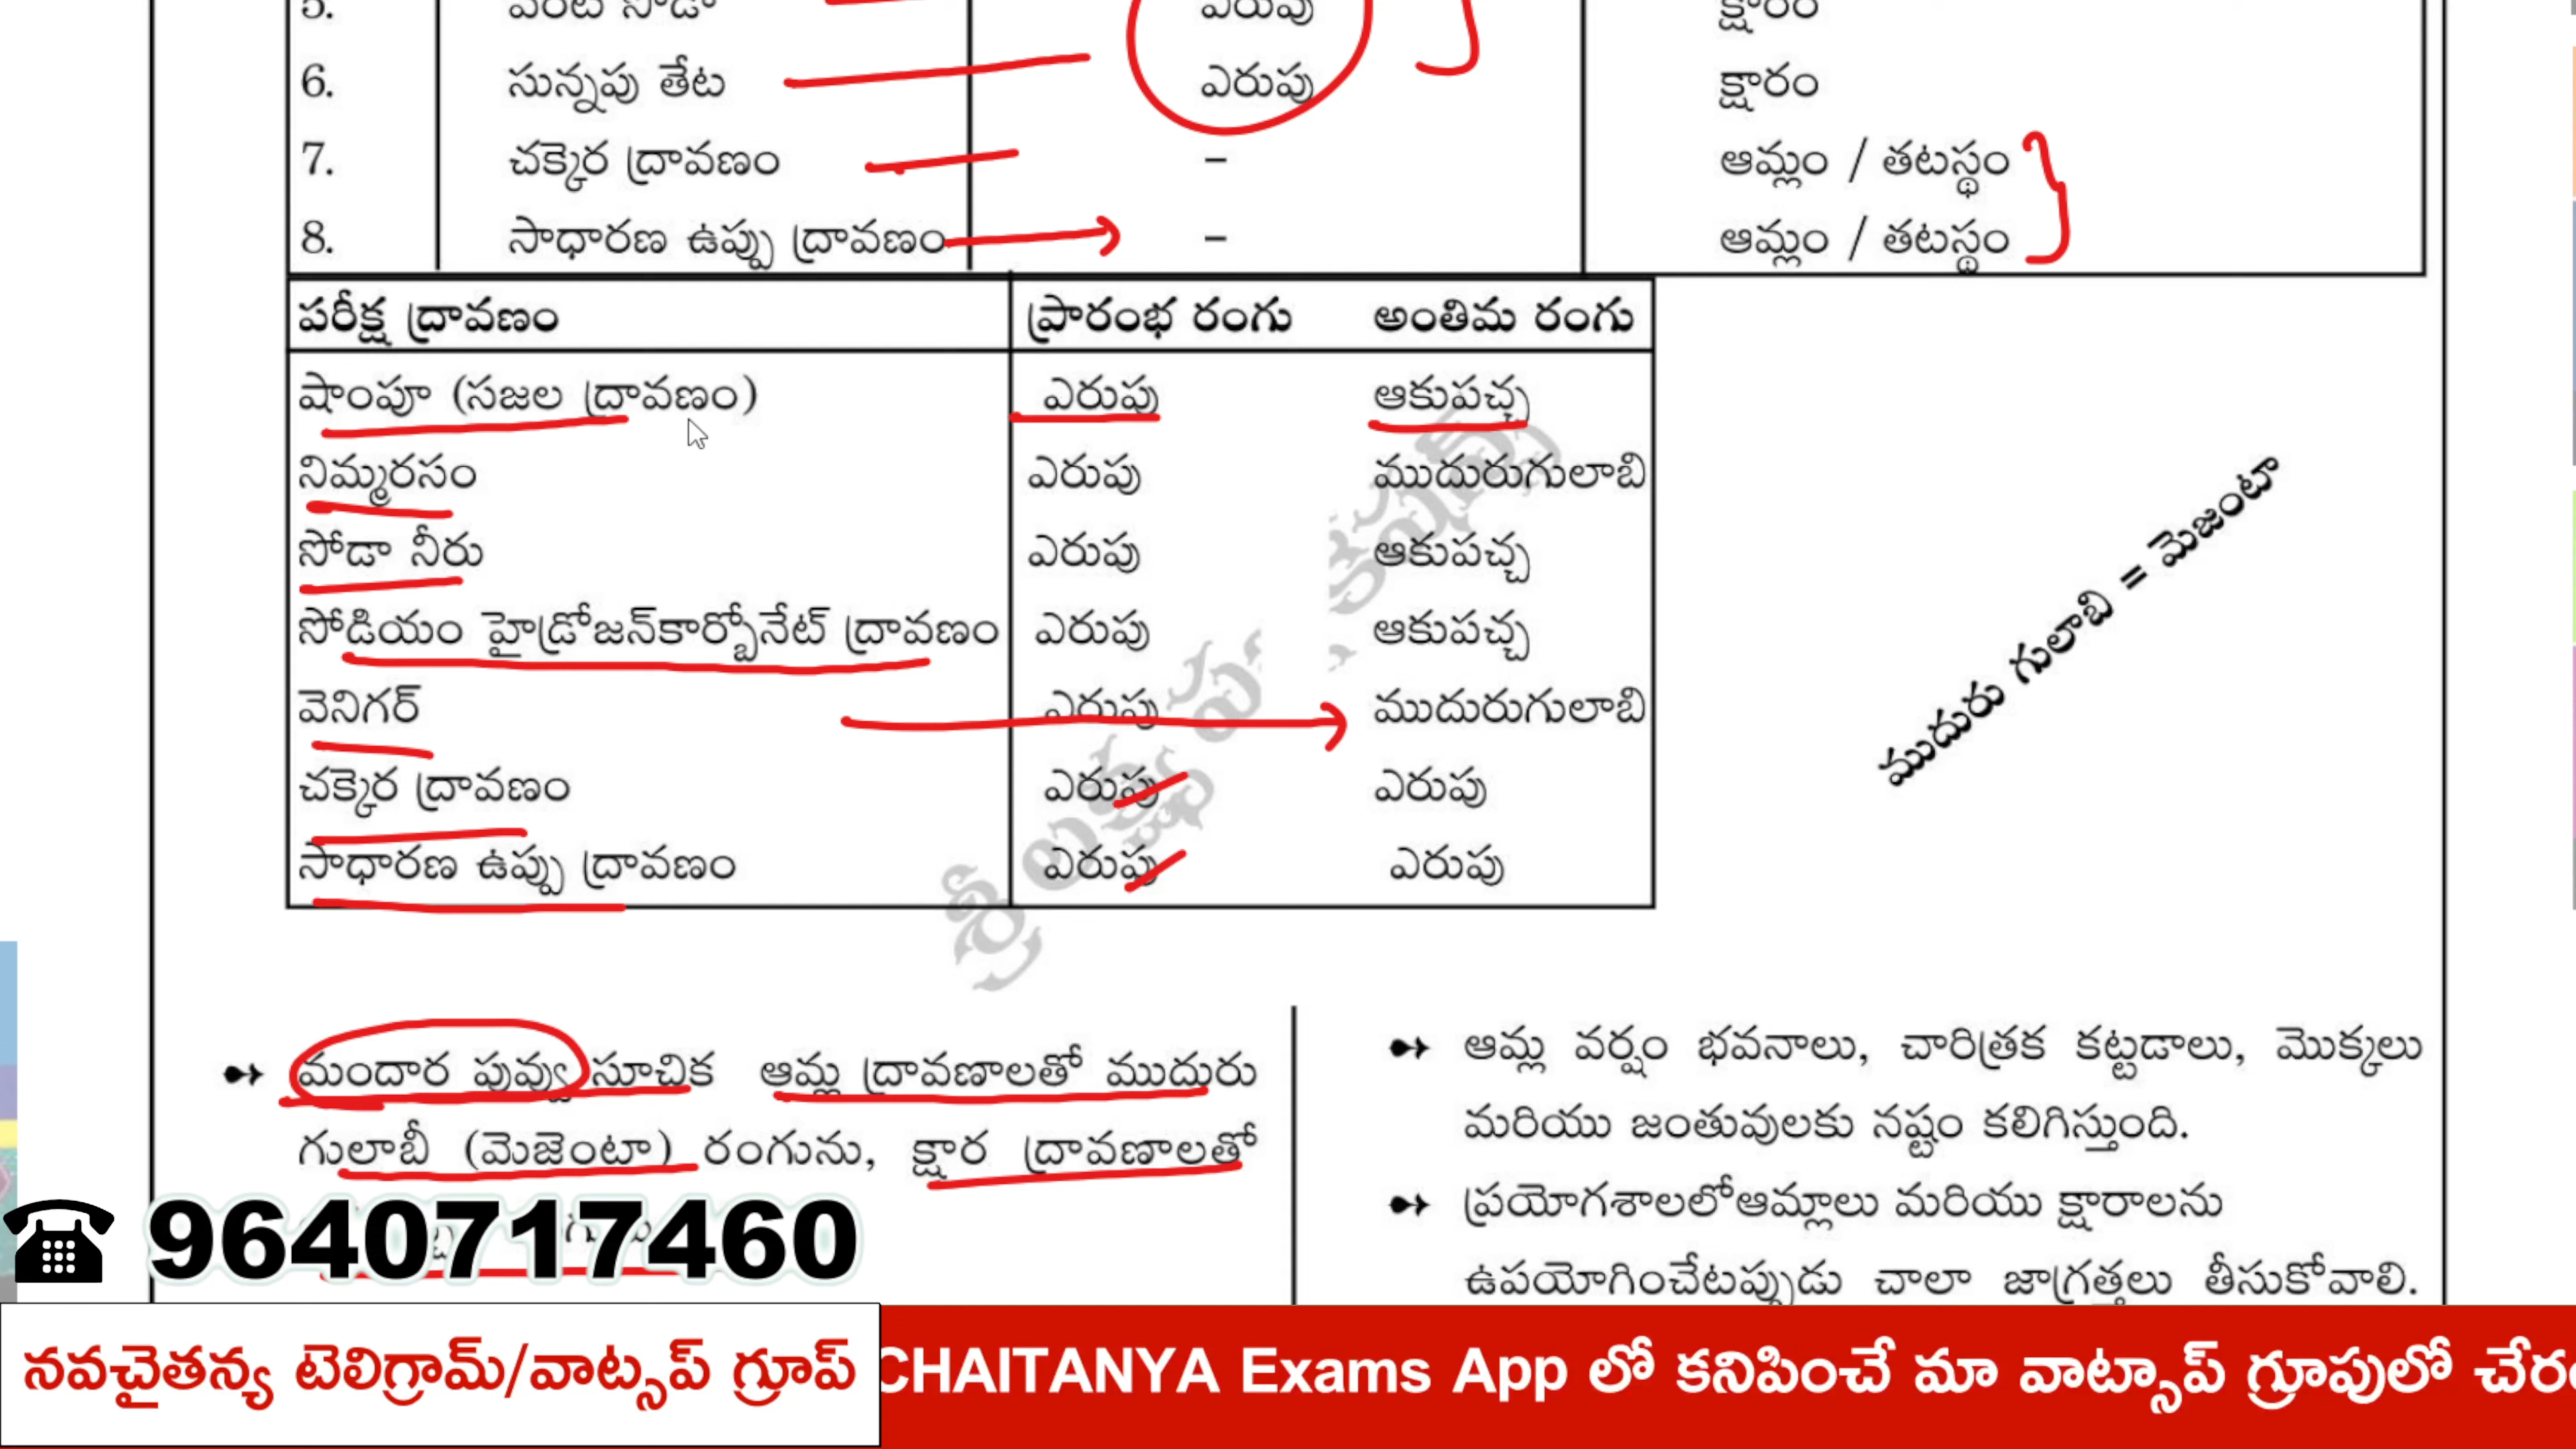 5. వంట సోడా ఎరుపు క్షారం
6. సున్నపు తేట ఎరుపు క్షారం
7. చక్కెర ద్రావణం – ఆమ్లం / తటస్థం
8. సాధారణ ఉప్పు ద్రావణం – ఆమ్లం / తటస్థం
పరీక్ష ద్రావణం ప్రారంభ రంగు అంతిమ రంగు
షాంపూ (సజల ద్రావణం) ఎరుపు ఆకుపచ్చ
నిమ్మరసం ఎరుపు ముదురుగులాబి
సోడా నీరు ఎరుపు ఆకుపచ్చ
సోడియం హైడ్రోజన్‌కార్బోనేట్ ద్రావణం ఎరుపు ఆకుపచ్చ
వెనిగర్ ఎరుపు ముదురుగులాబి
చక్కెర ద్రావణం ఎరుపు ఎరుపు
సాధారణ ఉప్పు ద్రావణం ఎరుపు ఎరుపు
ముదురు గులాబి = మెజంటా
మందార పువ్వు సూచిక ఆమ్ల ద్రావణాలతో ముదురు
గులాబీ (మెజెంటా) రంగును, క్షార ద్రావణాలతో
ఆమ్ల వర్షం భవనాలు, చారిత్రక కట్టడాలు, మొక్కలు
మరియు జంతువులకు నష్టం కలిగిస్తుంది.
ప్రయోగశాలలోఆమ్లాలు మరియు క్షారాలను
ఉపయోగించేటప్పుడు చాలా జాగ్రత్తలు తీసుకోవాలి.
9640717460
నవచైతన్య టెలిగ్రామ్/వాట్సప్ గ్రూప్
CHAITANYA Exams App లో కనిపించే మా వాట్సాప్ గ్రూపులో